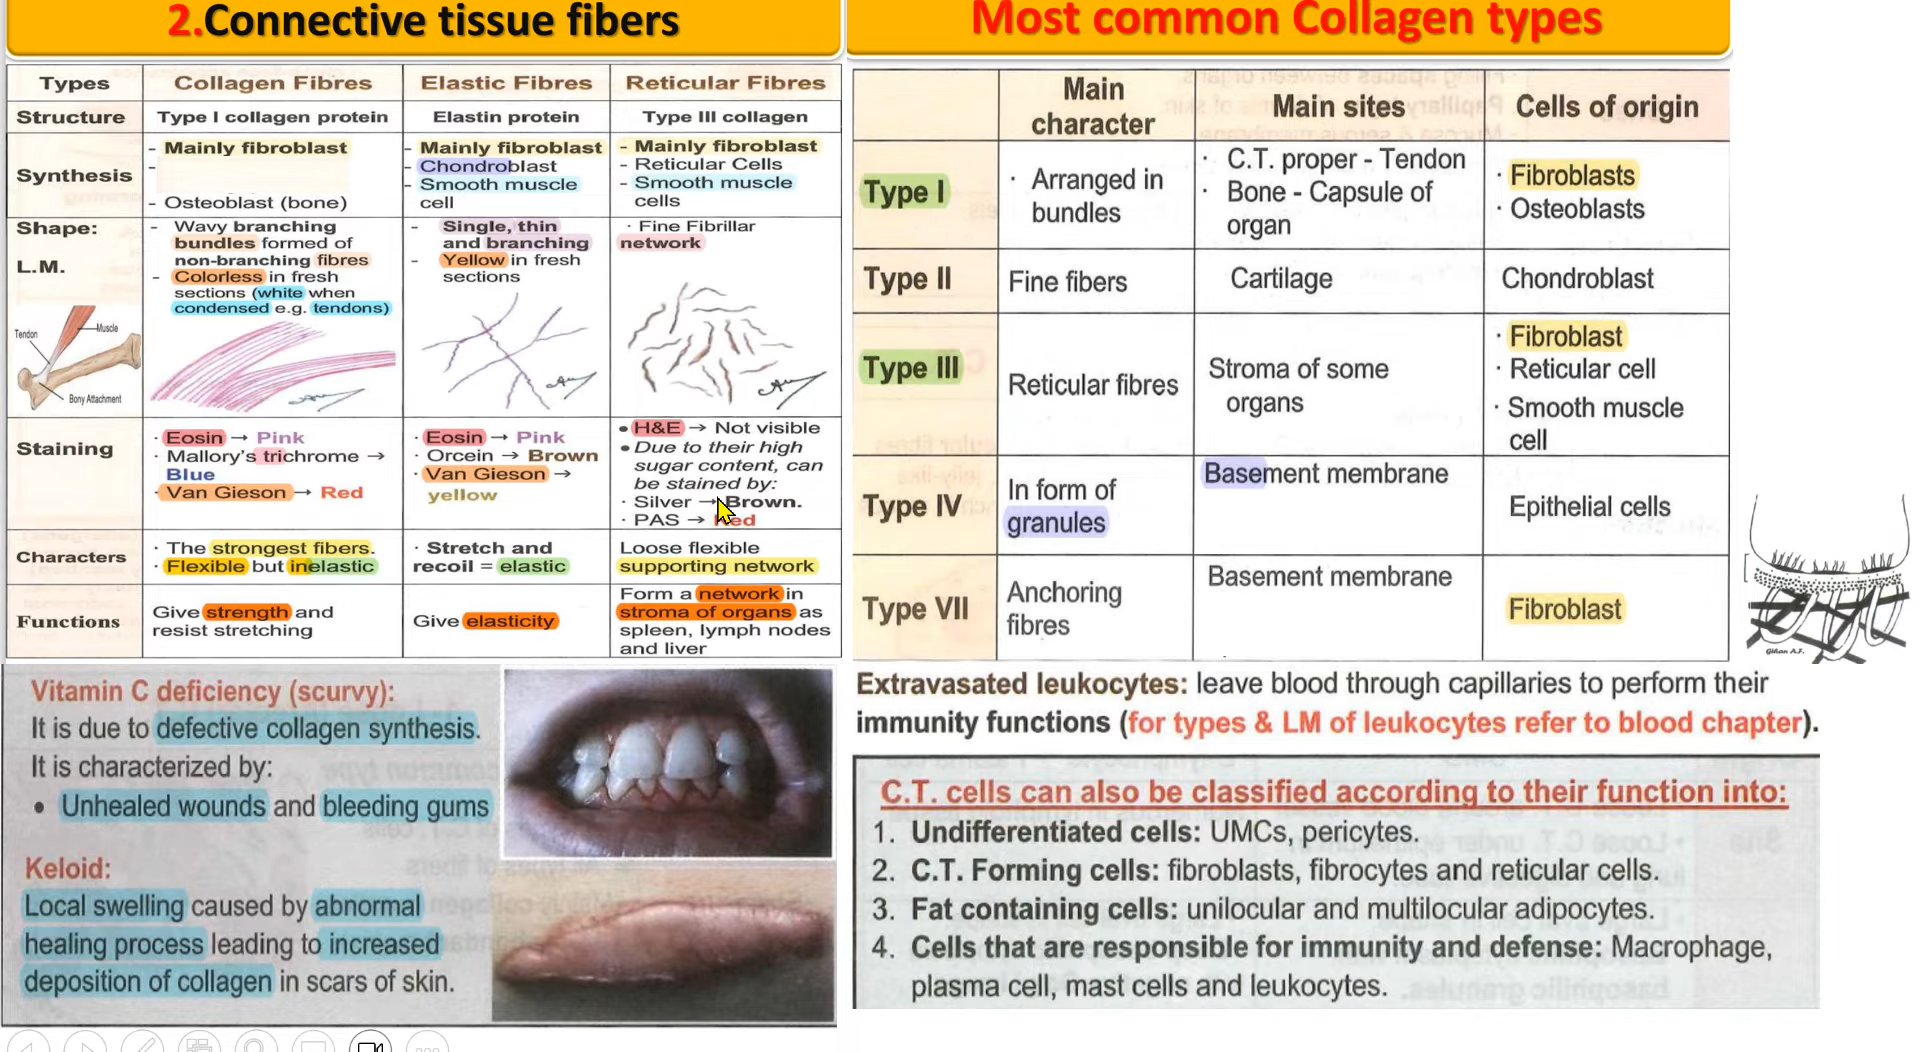 2.Connective tissue fibers
Types
Collagen Fibres
Elastic Fibres
Reticular Fibres
Structure
Type I collagen protein
Elastin protein
Type III collagen
Synthesis
- Mainly fibroblast
-
- Osteoblast (bone)
- Mainly fibroblast
- Chondroblast
- Smooth muscle
cell
- Mainly fibroblast
- Reticular Cells
- Smooth muscle
cells
Shape:
L.M.
Tendon
Muscle
Bony Attachment
- Wavy branching
bundles formed of
non-branching fibres
- Colorless in fresh
sections (white when
condensed e.g. tendons)
- Single, thin
and branching
- Yellow in fresh
sections
· Fine Fibrillar
network
Staining
· Eosin → Pink
· Mallory's trichrome →
Blue
· Van Gieson → Red
· Eosin → Pink
· Orcein → Brown
· Van Gieson →
yellow
• H&E → Not visible
• Due to their high
sugar content, can
be stained by:
· Silver → Brown.
· PAS → Red
Characters
· The strongest fibers.
· Flexible but inelastic
· Stretch and
recoil = elastic
Loose flexible
supporting network
Functions
Give strength and
resist stretching
Give elasticity
Form a network in
stroma of organs as
spleen, lymph nodes
and liver
Vitamin C deficiency (scurvy):
It is due to defective collagen synthesis.
It is characterized by:
• Unhealed wounds and bleeding gums
Keloid:
Local swelling caused by abnormal
healing process leading to increased
deposition of collagen in scars of skin.
Most common Collagen types
Main
character
Main sites
Cells of origin
Type I
· Arranged in
bundles
· C.T. proper - Tendon
· Bone - Capsule of
organ
· Fibroblasts
· Osteoblasts
Type II
Fine fibers
Cartilage
Chondroblast
Type III
Reticular fibres
Stroma of some
organs
· Fibroblast
· Reticular cell
· Smooth muscle
cell
Type IV
In form of
granules
Basement membrane
Epithelial cells
Type VII
Anchoring
fibres
Basement membrane
Fibroblast
Gihan A.F.
Extravasated leukocytes: leave blood through capillaries to perform their
immunity functions (for types & LM of leukocytes refer to blood chapter).
C.T. cells can also be classified according to their function into:
1. Undifferentiated cells: UMCs, pericytes.
2. C.T. Forming cells: fibroblasts, fibrocytes and reticular cells.
3. Fat containing cells: unilocular and multilocular adipocytes.
4. Cells that are responsible for immunity and defense: Macrophage,
plasma cell, mast cells and leukocytes.